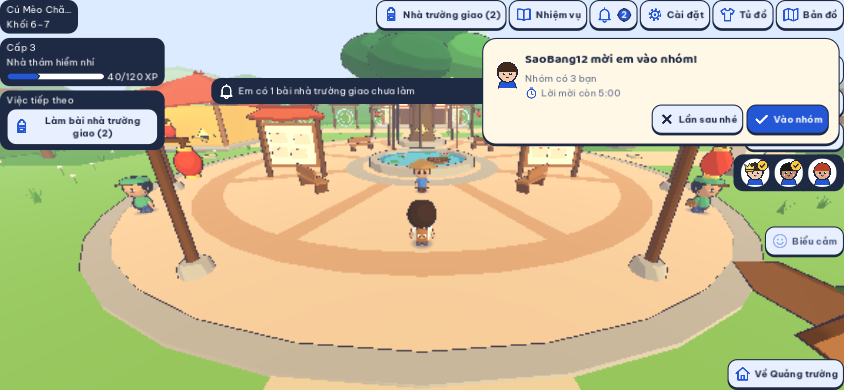 Cú Mèo Chă...
Khối 6–7
Cấp 3
Nhà thám hiểm nhí
40/120 XP
Việc tiếp theo
Làm bài nhà trường
giao (2)
Nhà trường giao (2)
Nhiệm vụ
2
Cài đặt
Tủ đồ
Bản đồ
Em có 1 bài nhà trường giao chưa làm
SaoBang12 mời em vào nhóm!
Nhóm có 3 bạn
Lời mời còn 5:00
Lần sau nhé
Vào nhóm
Biểu cảm
Về Quảng trường